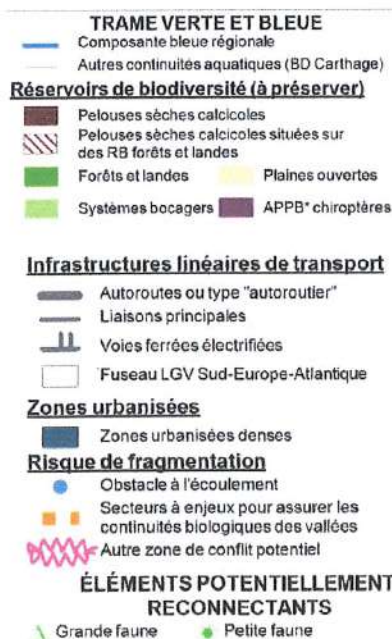 TRAME VERTE ET BLEUE
Composante bleue régionale
Autres continuités aquatiques (BD Carthage)
Réservoirs de biodiversité (à préserver)
Pelouses sèches calcicoles
Pelouses sèches calcicoles situées sur
des RB forêts et landes
Forêts et landes Plaines ouvertes
Systèmes bocagers APPB* chiroptères
Infrastructures linéaires de transport
Autoroutes ou type "autoroutier"
Liaisons principales
Voies ferrées électrifiées
Fuseau LGV Sud-Europe-Atlantique
Zones urbanisées
Zones urbanisées denses
Risque de fragmentation
Obstacle à l'écoulement
Secteurs à enjeux pour assurer les
continuités biologiques des vallées
Autre zone de conflit potentiel
ÉLÉMENTS POTENTIELLEMENT
RECONNECTANTS
Grande faune Petite faune